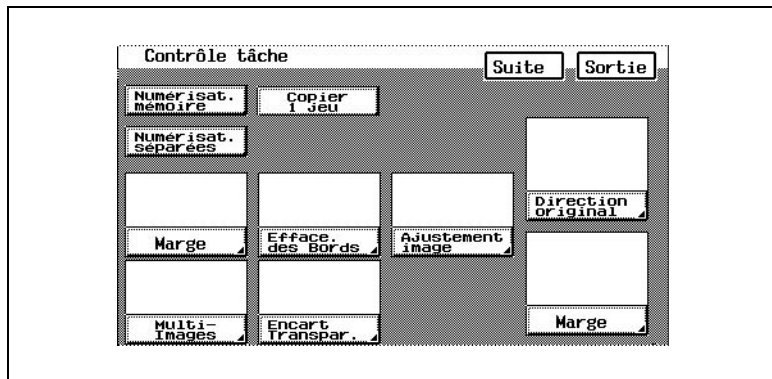 Contrôle tâche
Suite
Sortie
Numérisat.
mémoire
Copier
1 jeu
Numérisat.
séparées
Direction
original
Marge
Efface.
des Bords
Ajustement
image
Multi-
Images
Encart
Transpar.
Marge